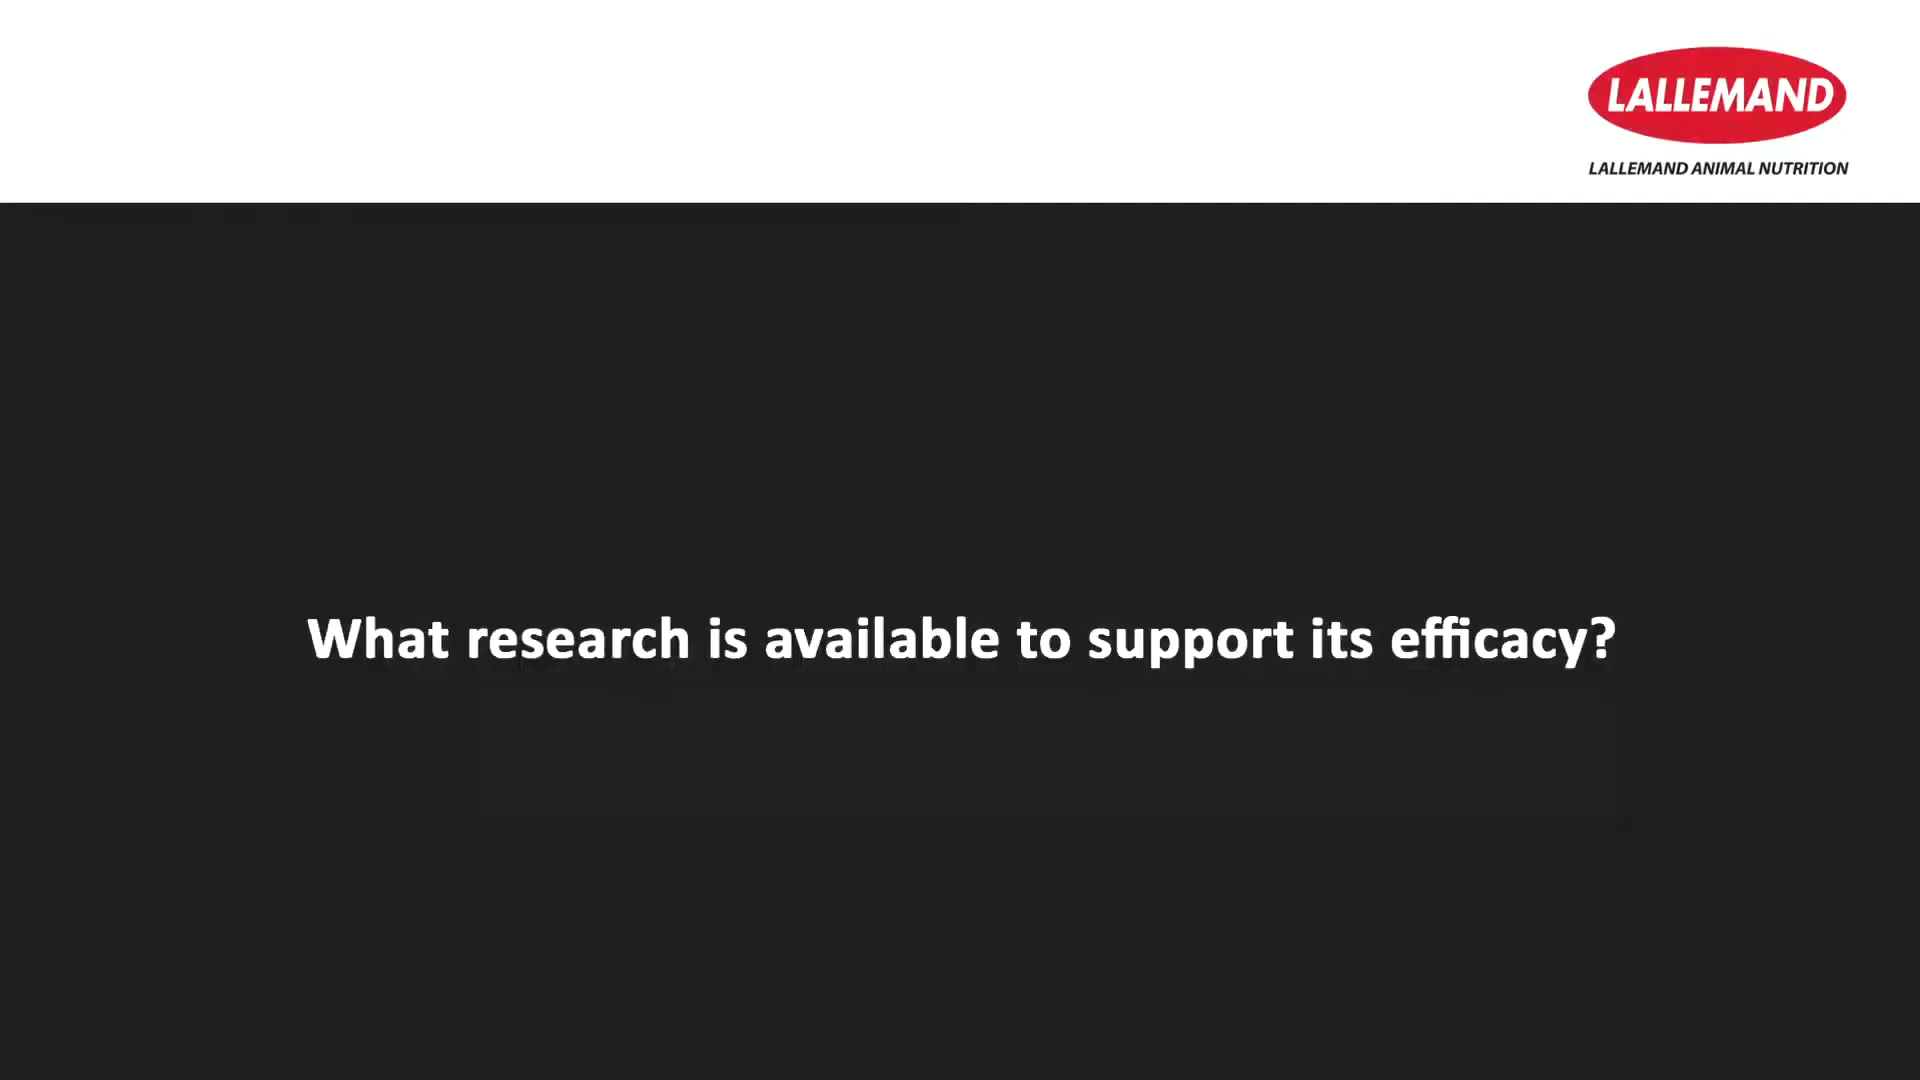 LALLEMAND
LALLEMAND ANIMAL NUTRITION
What research is available to support its efficacy?